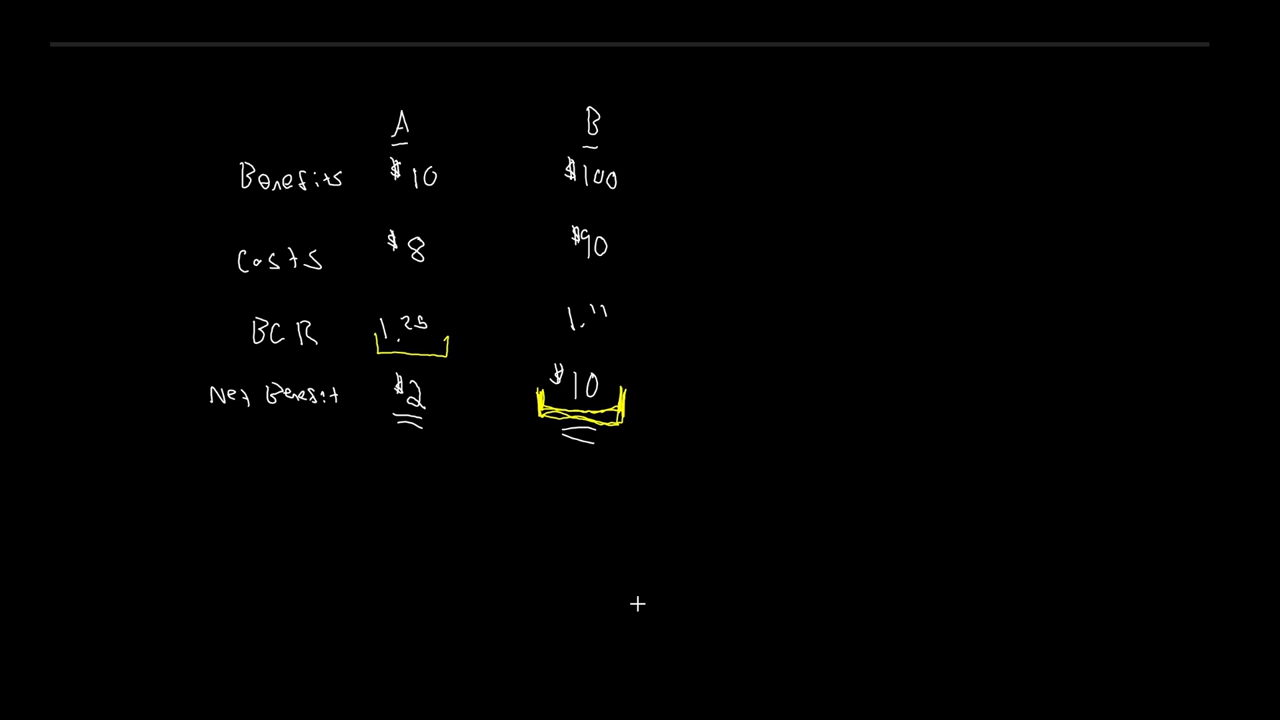 A B
Benefits $10 $100
Costs $8 $90
BCR 1.25 1.11
Net Benefit $2 $10